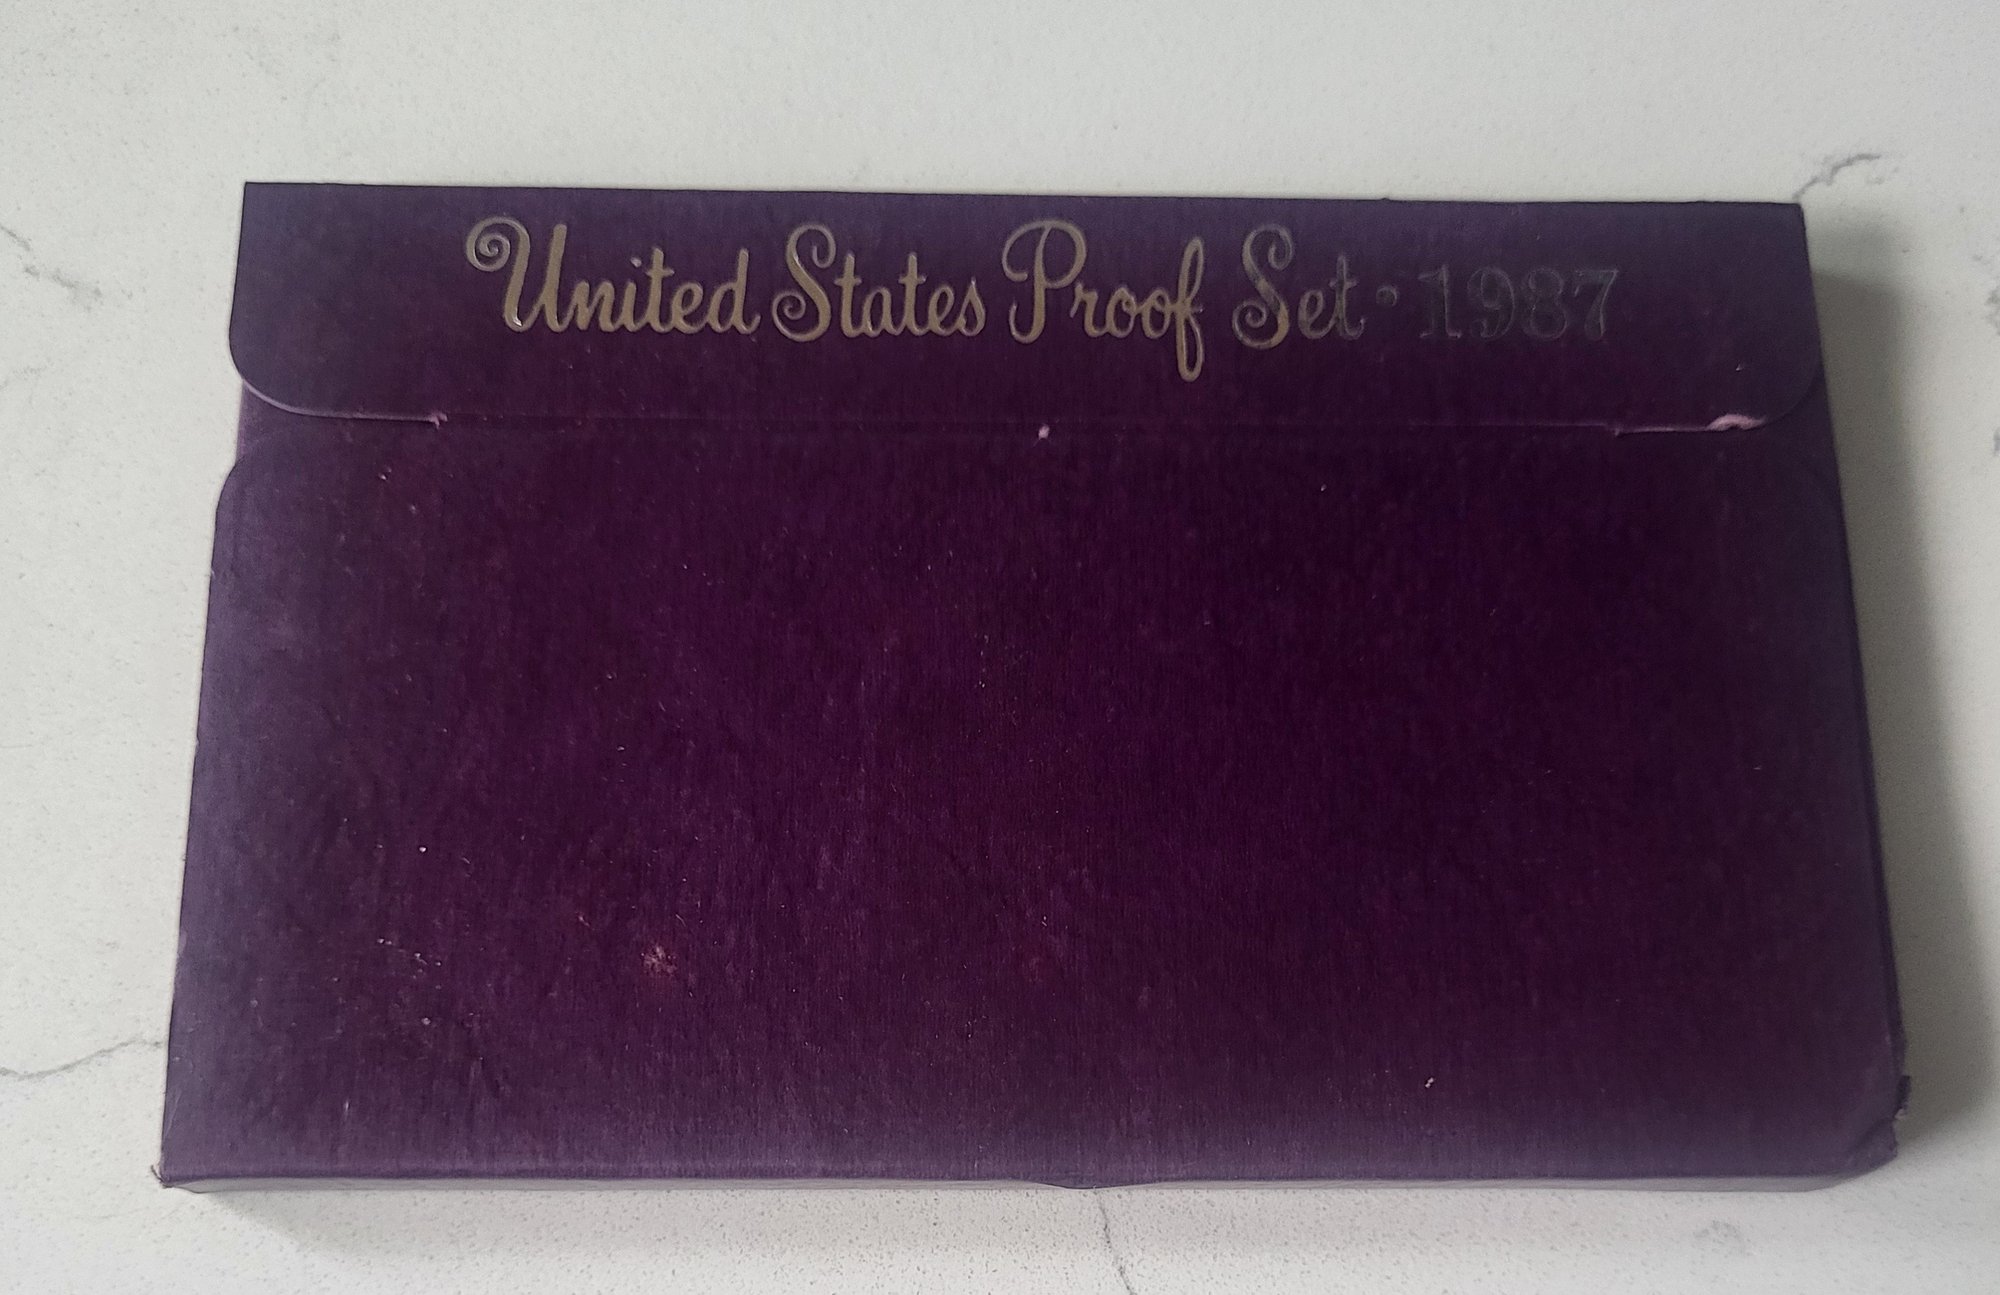 United States Proof Set · 1987